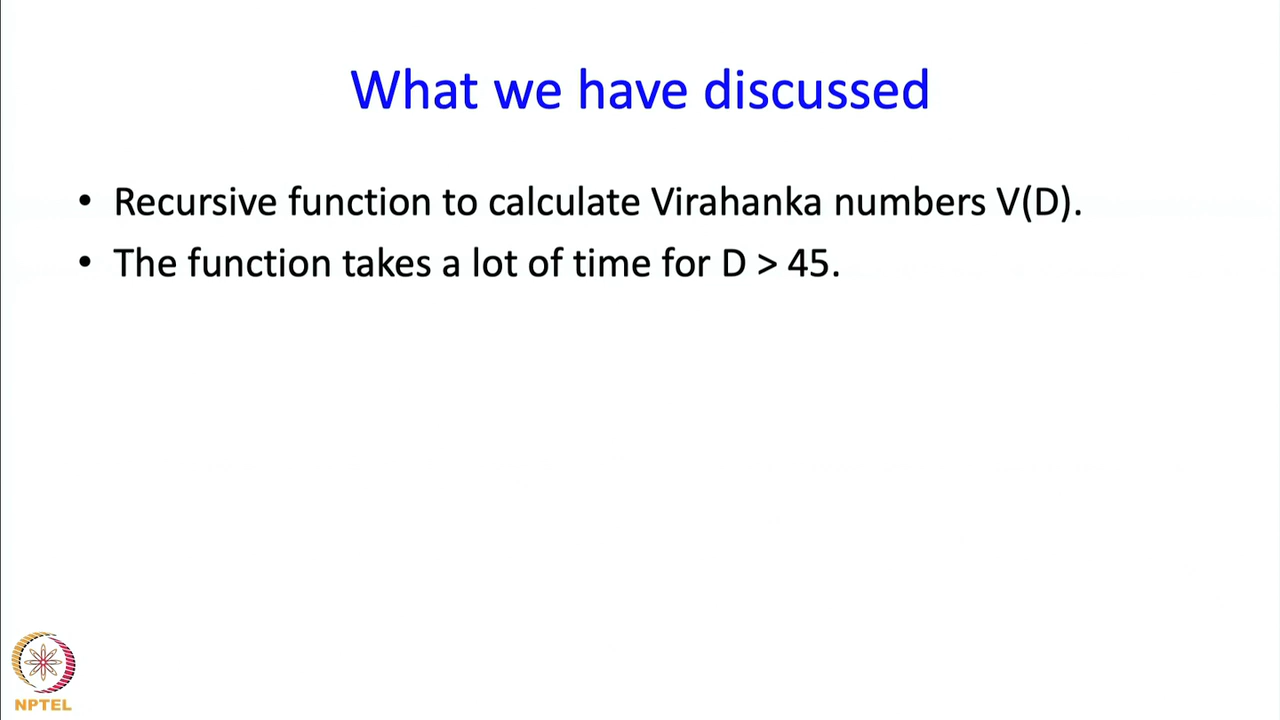 What we have discussed
• Recursive function to calculate Virahanka numbers V(D).
• The function takes a lot of time for D > 45.
NPTEL